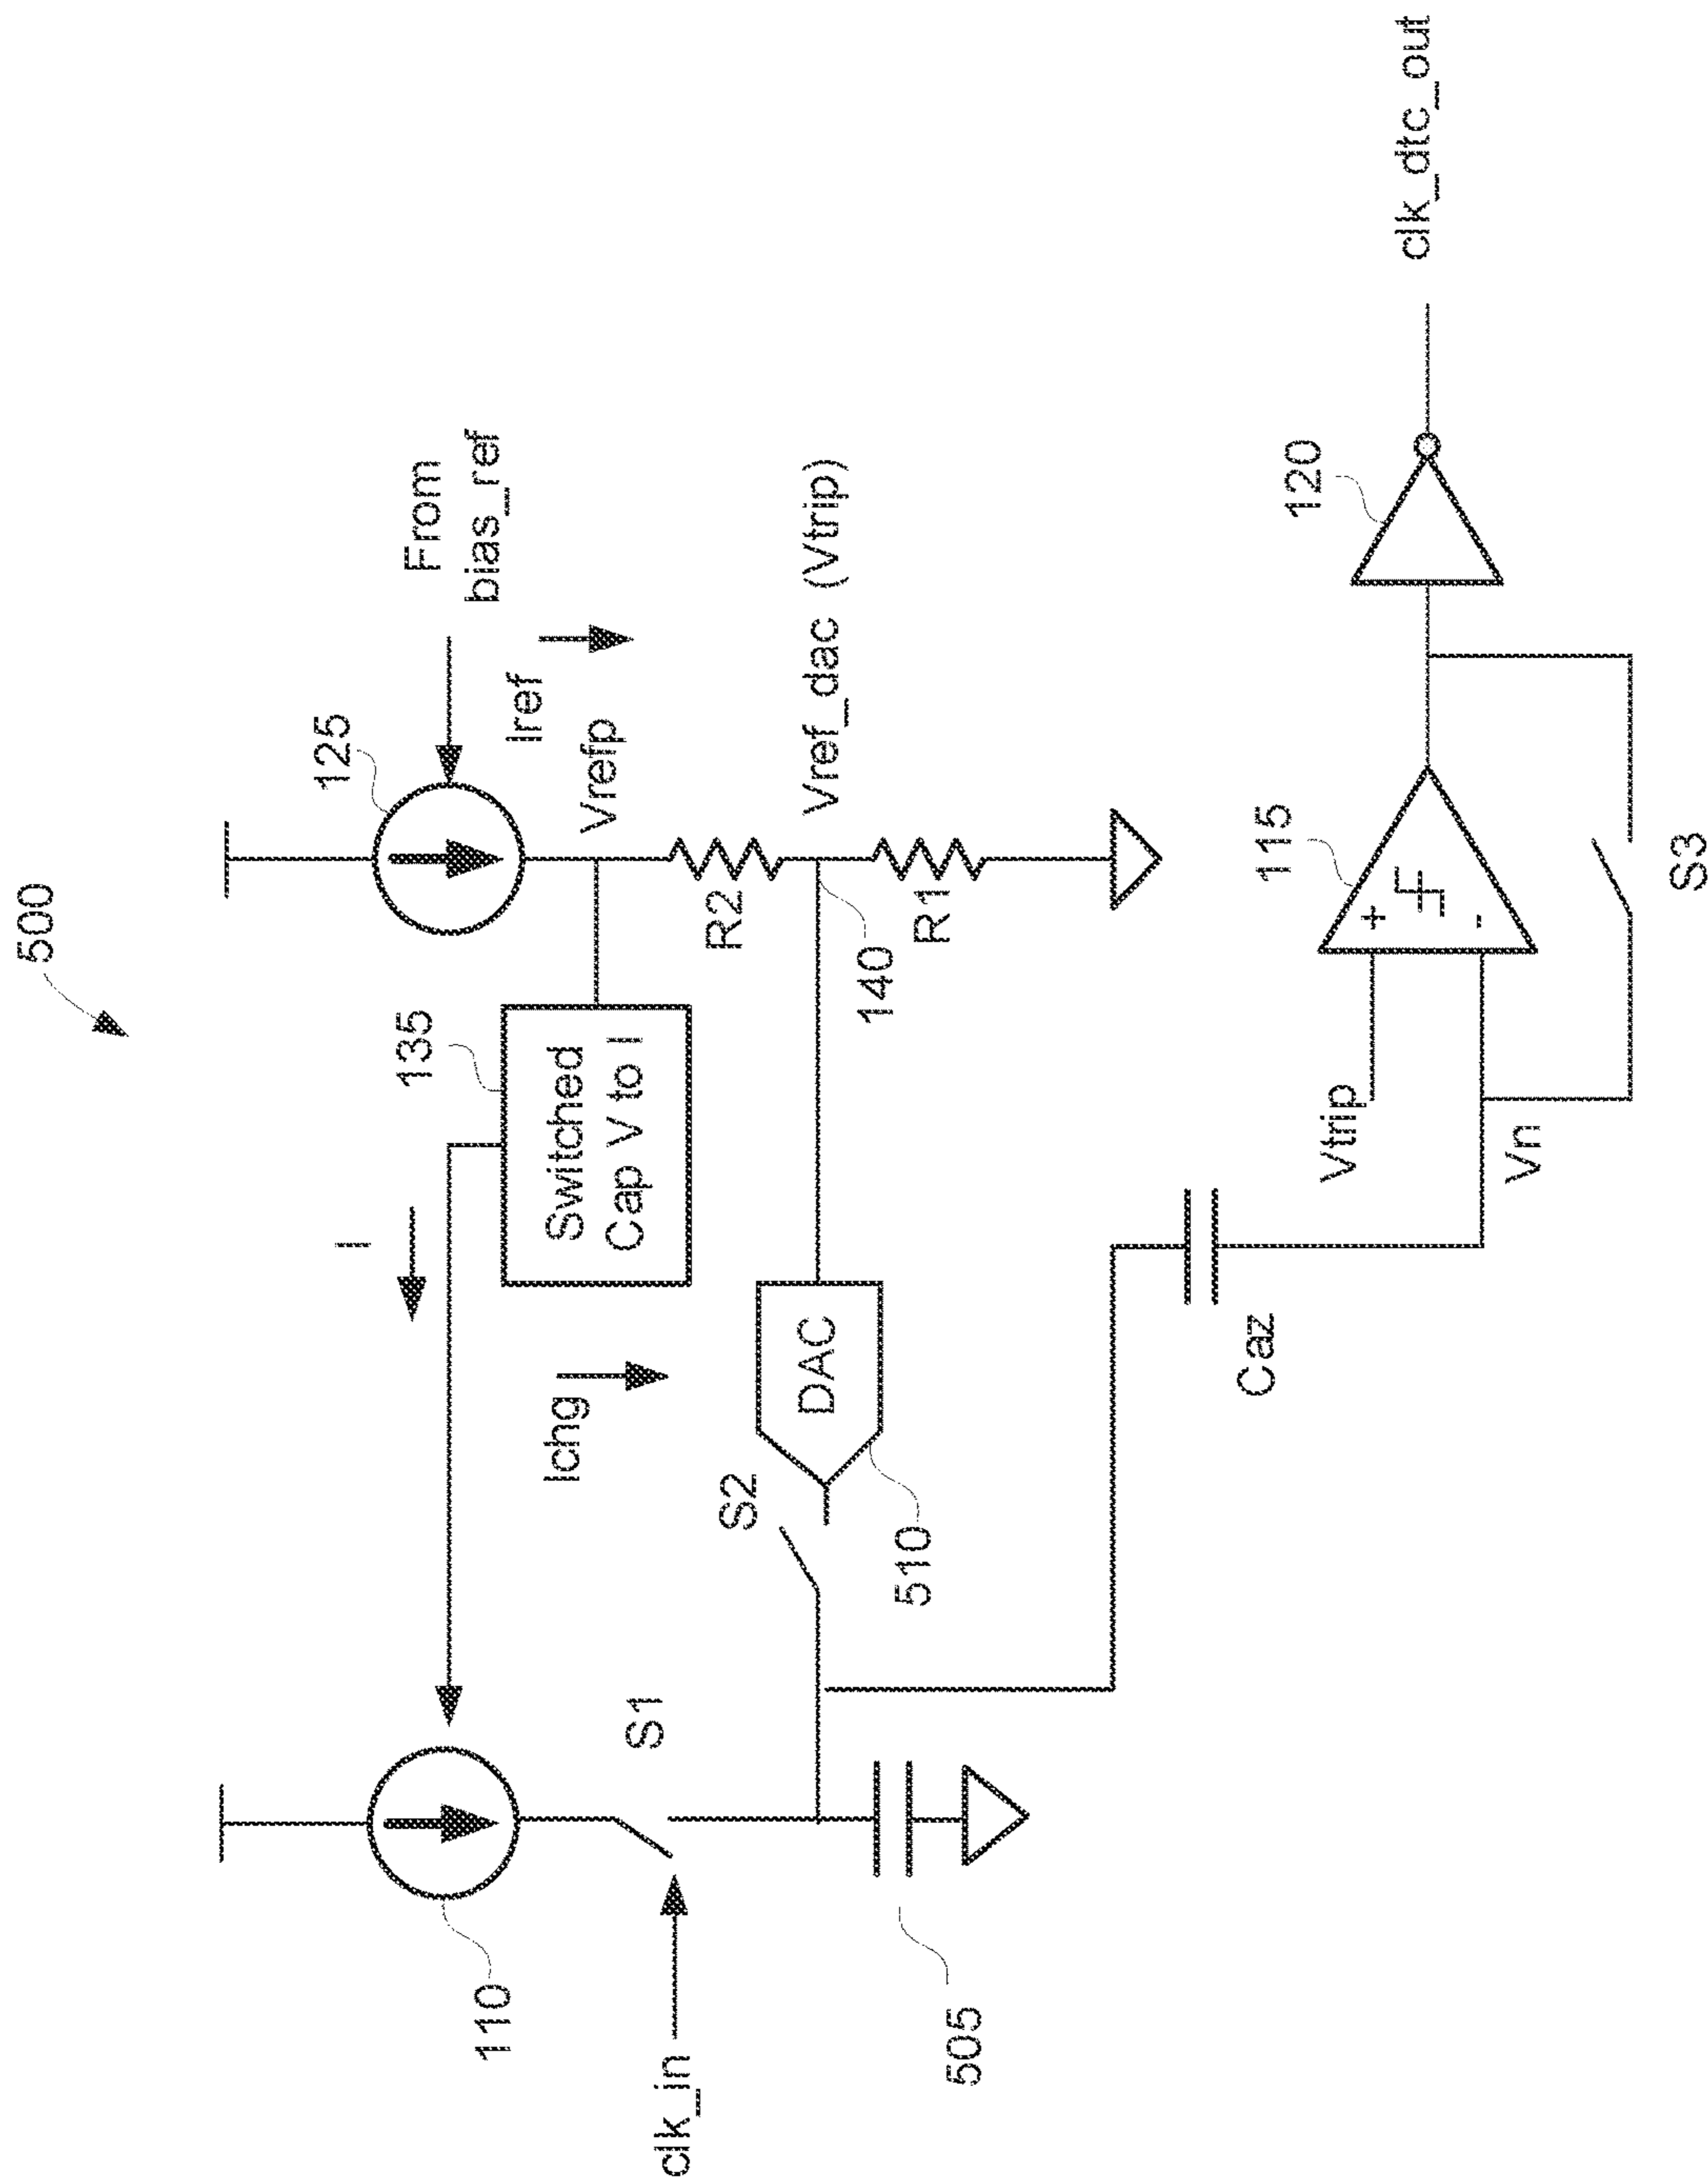 500
125
From
bias_ref
I
135
110
Iref
Ichg
Switched
Cap V to I
Vrefp
S1
clk_in
R2
S2
DAC
Vref_dac (Vtrip)
140
510
R1
505
Caz
115
120
Vtrip
+
-
clk_dtc_out
Vn
S3